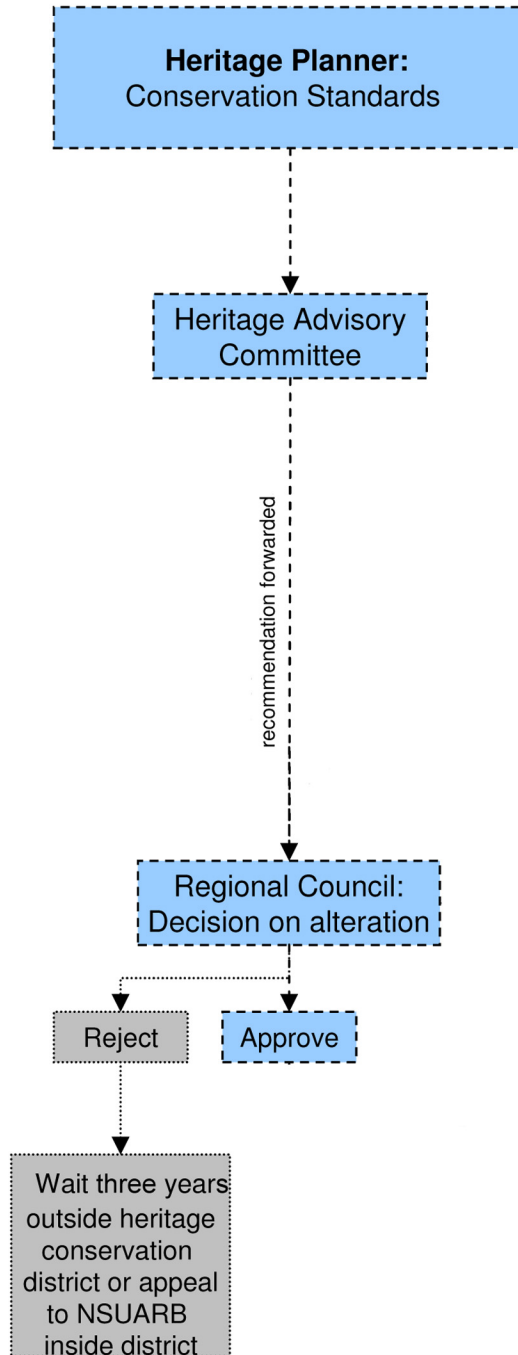 Heritage Planner:
Conservation Standards
Heritage Advisory
Committee
recommendation forwarded
Regional Council:
Decision on alteration
Reject
Approve
Wait three years
outside heritage
conservation
district or appeal
to NSUARB
inside district